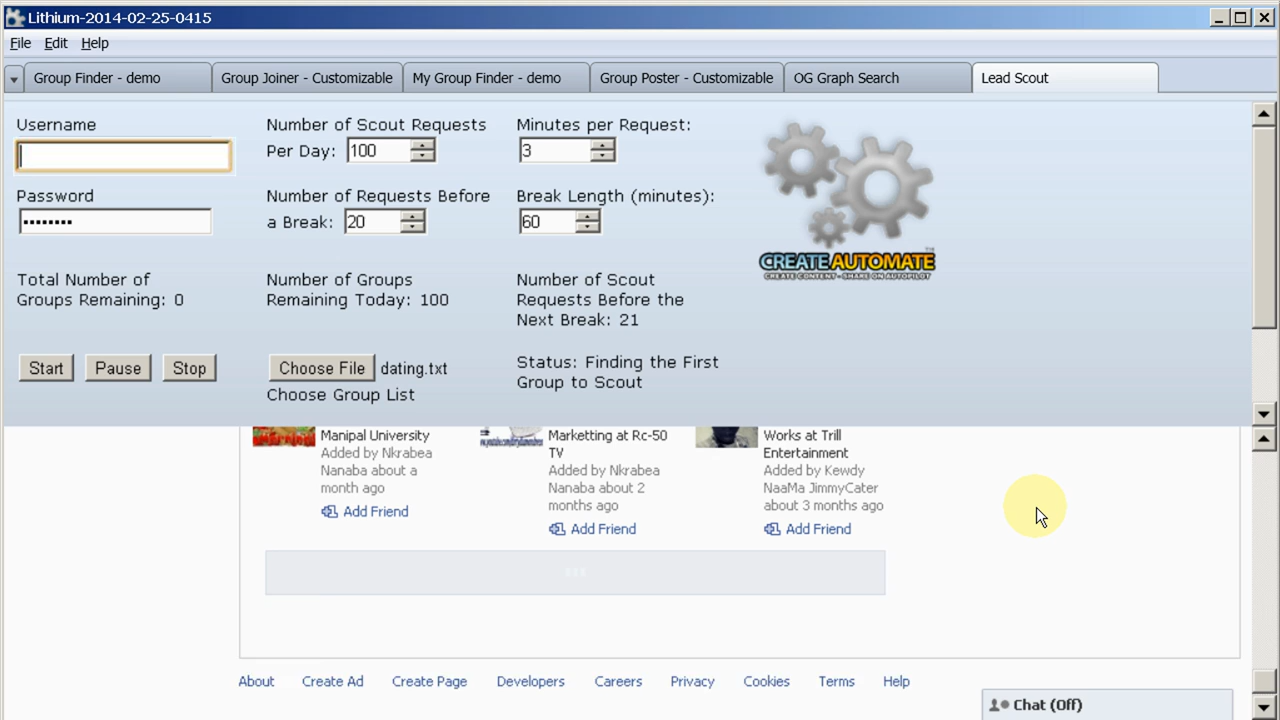 Lithium-2014-02-25-0415
File Edit Help
Group Finder - demo
Group Joiner - Customizable
My Group Finder - demo
Group Poster - Customizable
OG Graph Search
Lead Scout
Username
Number of Scout Requests
Per Day: 100
Minutes per Request:
3
Password
••••••••
Number of Requests Before
a Break: 20
Break Length (minutes):
60
CREATEAUTOMATE™
CREATE CONTENT - SHARE ON AUTOPILOT
Total Number of
Groups Remaining: 0
Number of Groups
Remaining Today: 100
Number of Scout
Requests Before the
Next Break: 21
Start Pause Stop
Choose File dating.txt
Choose Group List
Status: Finding the First
Group to Scout
Manipal University
Added by Nkrabea
Nanaba about a
month ago
Add Friend
Marketting at Rc-50
TV
Added by Nkrabea
Nanaba about 2
months ago
Add Friend
Works at Trill
Entertainment
Added by Kewdy
NaaMa JimmyCater
about 3 months ago
Add Friend
About Create Ad Create Page Developers Careers Privacy Cookies Terms Help
Chat (Off)